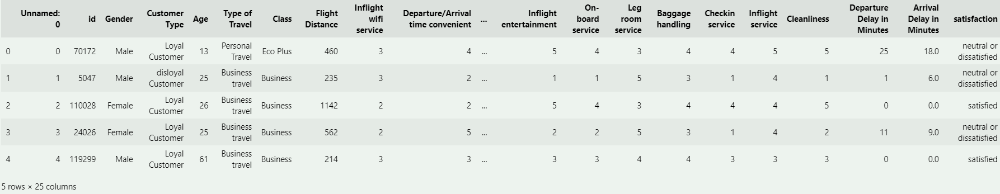 Unnamed: 0 id Gender Customer Type Age Type of Travel Class Flight Distance Inflight wifi service Departure/Arrival time convenient ... Inflight entertainment On-board service Leg room service Baggage handling Checkin service Inflight service Cleanliness Departure Delay in Minutes Arrival Delay in Minutes satisfaction
0 0 70172 Male Loyal Customer 13 Personal Travel Eco Plus 460 3 4 ... 5 4 3 4 4 5 5 25 18.0 neutral or dissatisfied
1 1 5047 Male disloyal Customer 25 Business travel Business 235 3 2 ... 1 1 5 3 1 4 1 1 6.0 neutral or dissatisfied
2 2 110028 Female Loyal Customer 26 Business travel Business 1142 2 2 ... 5 4 3 4 4 4 5 0 0.0 satisfied
3 3 24026 Female Loyal Customer 25 Business travel Business 562 2 5 ... 2 2 5 3 1 4 2 11 9.0 neutral or dissatisfied
4 4 119299 Male Loyal Customer 61 Business travel Business 214 3 3 ... 3 3 4 4 3 3 3 0 0.0 satisfied
5 rows × 25 columns